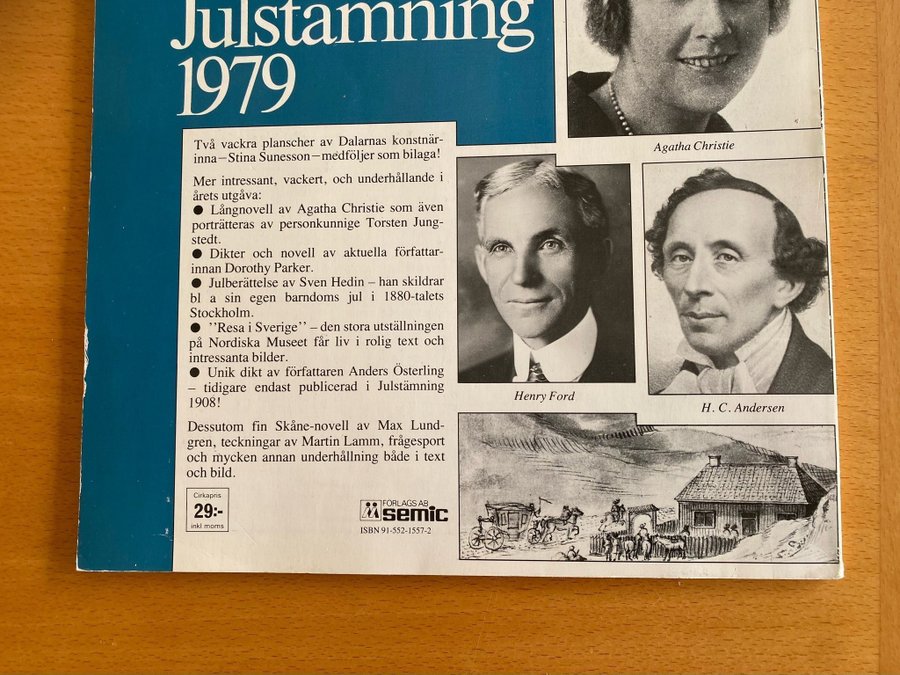 Julstämning
1979
Två vackra planscher av Dalarnas konstnär-
inna – Stina Sunesson – medföljer som bilaga!
Mer intressant, vackert, och underhållande i
årets utgåva:
● Långnovell av Agatha Christie som även
porträtteras av personkunnige Torsten Jung-
stedt.
● Dikter och novell av aktuella författar-
innan Dorothy Parker.
● Julberättelse av Sven Hedin – han skildrar
bl a sin egen barndoms jul i 1880-talets
Stockholm.
● ''Resa i Sverige'' – den stora utställningen
på Nordiska Museet får liv i rolig text och
intressanta bilder.
● Unik dikt av författaren Anders Österling
– tidigare endast publicerad i Julstämning
1908!
Dessutom fin Skåne-novell av Max Lund-
gren, teckningar av Martin Lamm, frågesport
och mycken annan underhållning både i text
och bild.
Cirkapris
29:-
inkl moms
FÖRLAGS AB
semic
ISBN 91-552-1557-2
Agatha Christie
Henry Ford
H. C. Andersen